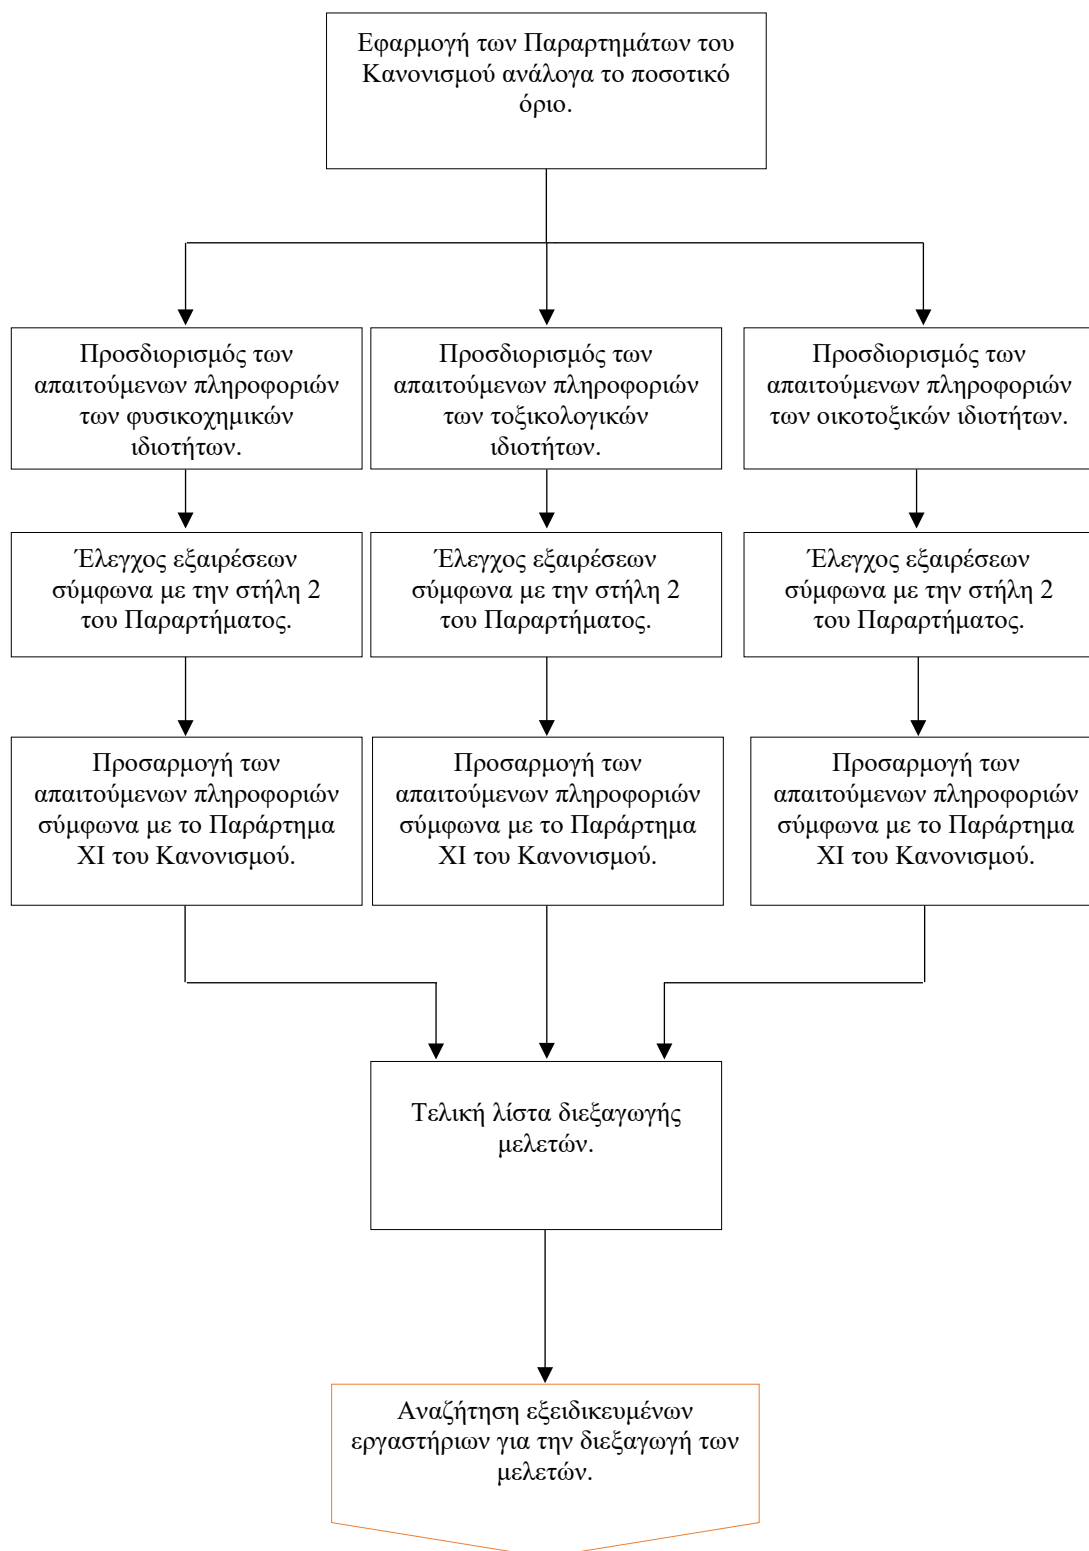 Εφαρμογή των Παραρτημάτων του
Κανονισμού ανάλογα το ποσοτικό
όριο.
Προσδιορισμός των
απαιτούμενων πληροφοριών
των φυσικοχημικών
ιδιοτήτων.
Προσδιορισμός των
απαιτούμενων πληροφοριών
των τοξικολογικών
ιδιοτήτων.
Προσδιορισμός των
απαιτούμενων πληροφοριών
των οικοτοξικών ιδιοτήτων.
Έλεγχος εξαιρέσεων
σύμφωνα με την στήλη 2
του Παραρτήματος.
Έλεγχος εξαιρέσεων
σύμφωνα με την στήλη 2
του Παραρτήματος.
Έλεγχος εξαιρέσεων
σύμφωνα με την στήλη 2
του Παραρτήματος.
Προσαρμογή των
απαιτούμενων πληροφοριών
σύμφωνα με το Παράρτημα
XI του Κανονισμού.
Προσαρμογή των
απαιτούμενων πληροφοριών
σύμφωνα με το Παράρτημα
XI του Κανονισμού.
Προσαρμογή των
απαιτούμενων πληροφοριών
σύμφωνα με το Παράρτημα
XI του Κανονισμού.
Τελική λίστα διεξαγωγής
μελετών.
Αναζήτηση εξειδικευμένων
εργαστήριων για την διεξαγωγή των
μελετών.